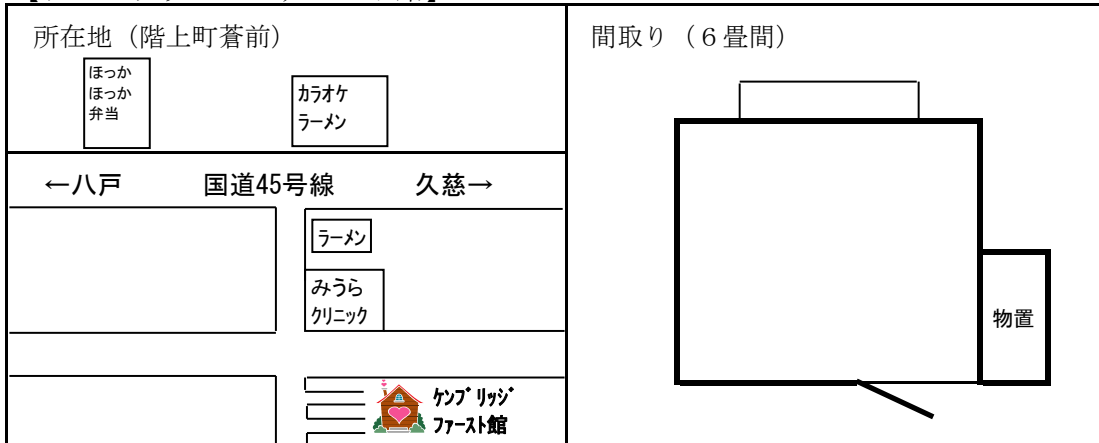 所在地（階上町蒼前）
ほっか
ほっか
弁当
カラオケ
ラーメン
←八戸 国道45号線 久慈→
ラーメン
みうら
クリニック
ケンブリッジ
ファースト館
間取り（６畳間）
物置